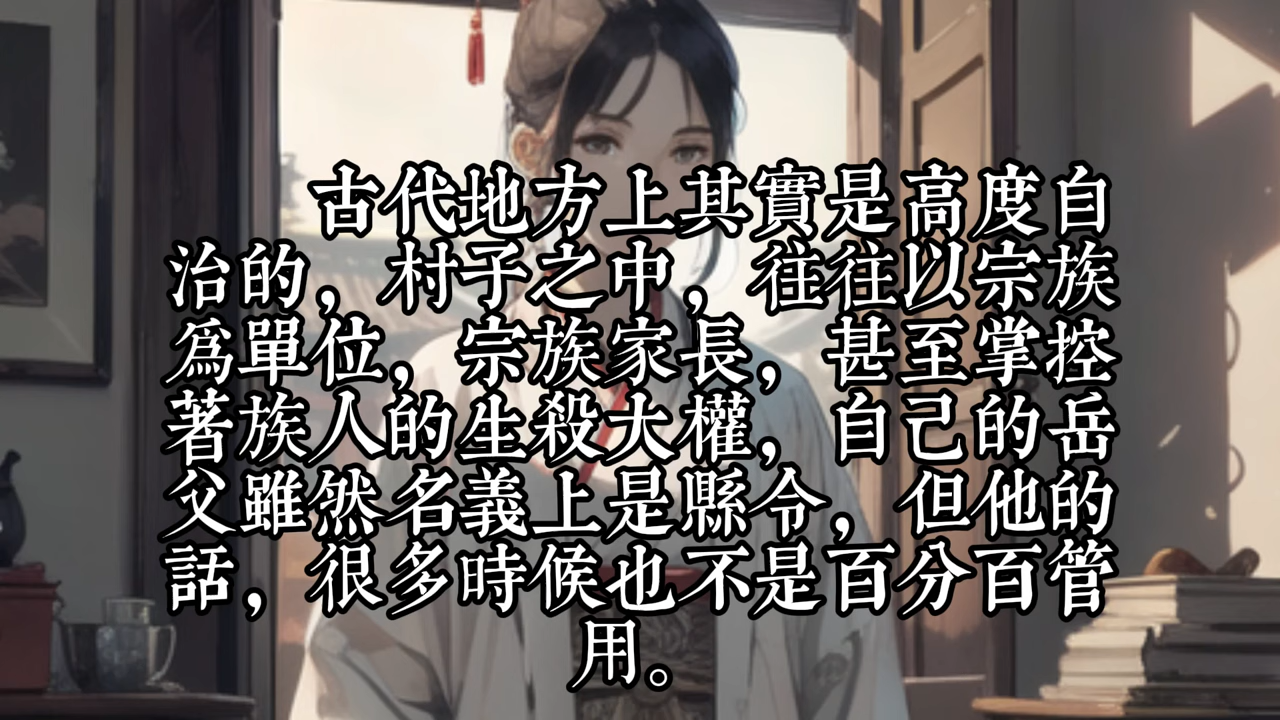 古代地方上其實是高度自
治的，村子之中，往往以宗族
爲單位，宗族家長，甚至掌控
著族人的生殺大權，自己的岳
父雖然名義上是縣令，但他的
話，很多時候也不是百分百管
用。